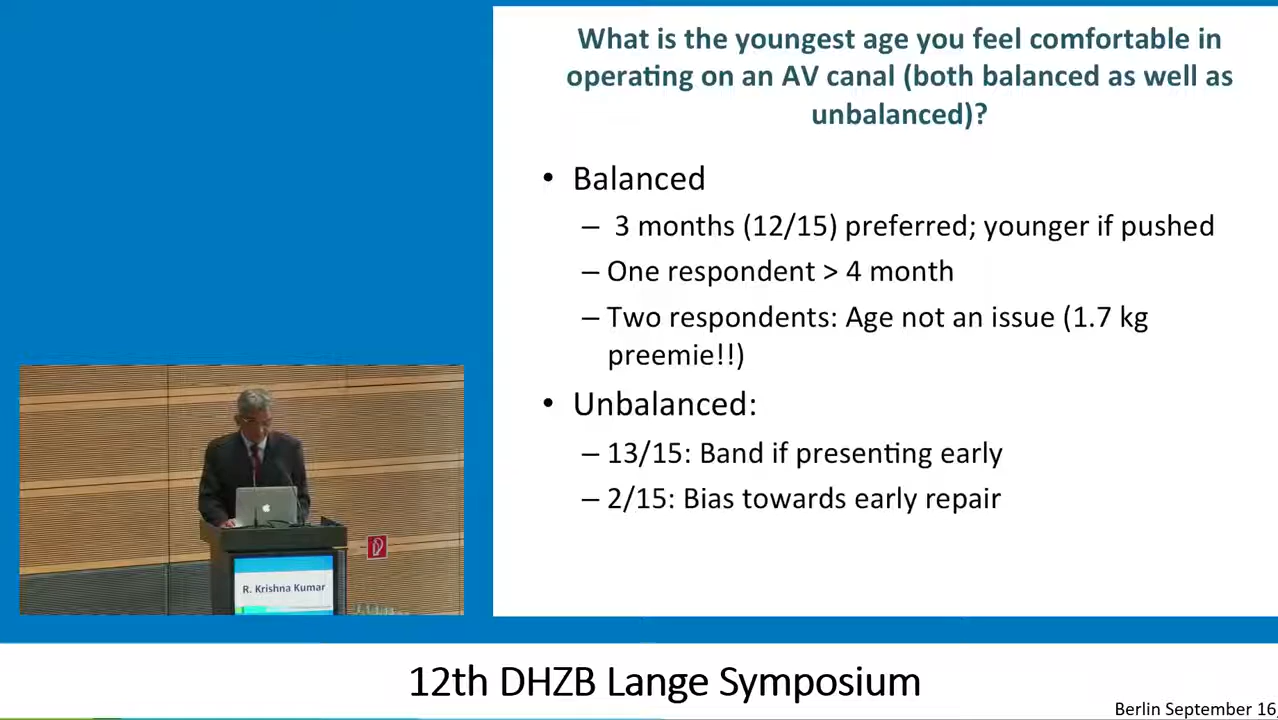 What is the youngest age you feel comfortable in
operating on an AV canal (both balanced as well as
unbalanced)?
• Balanced
– 3 months (12/15) preferred; younger if pushed
– One respondent > 4 month
– Two respondents: Age not an issue (1.7 kg
preemie!!)
• Unbalanced:
– 13/15: Band if presenting early
– 2/15: Bias towards early repair
R. Krishna Kumar
12th DHZB Lange Symposium
Berlin September 16